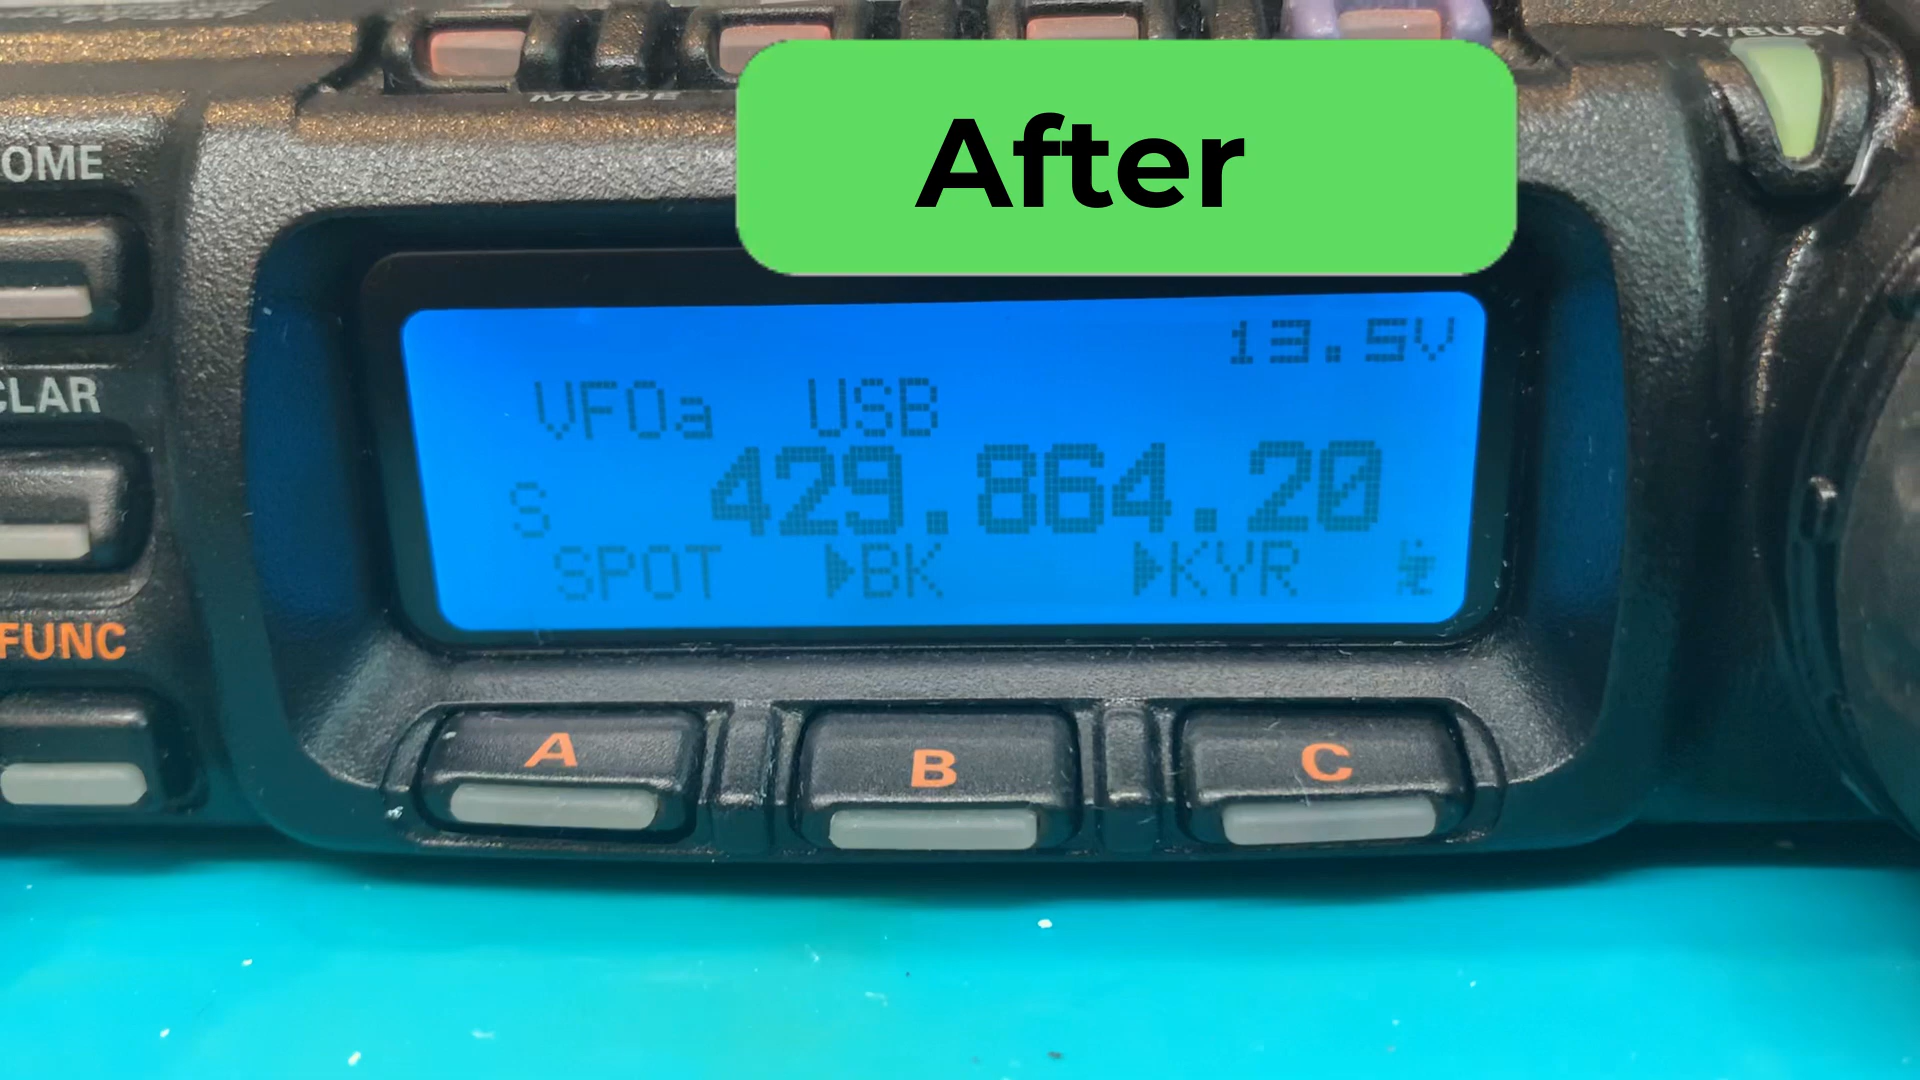 TX/BUSY
MODE
After
OME
13.5V
VFOa USB
CLAR
429.864.20
S
SPOT ▶BK ▶KYR
FUNC
A B C